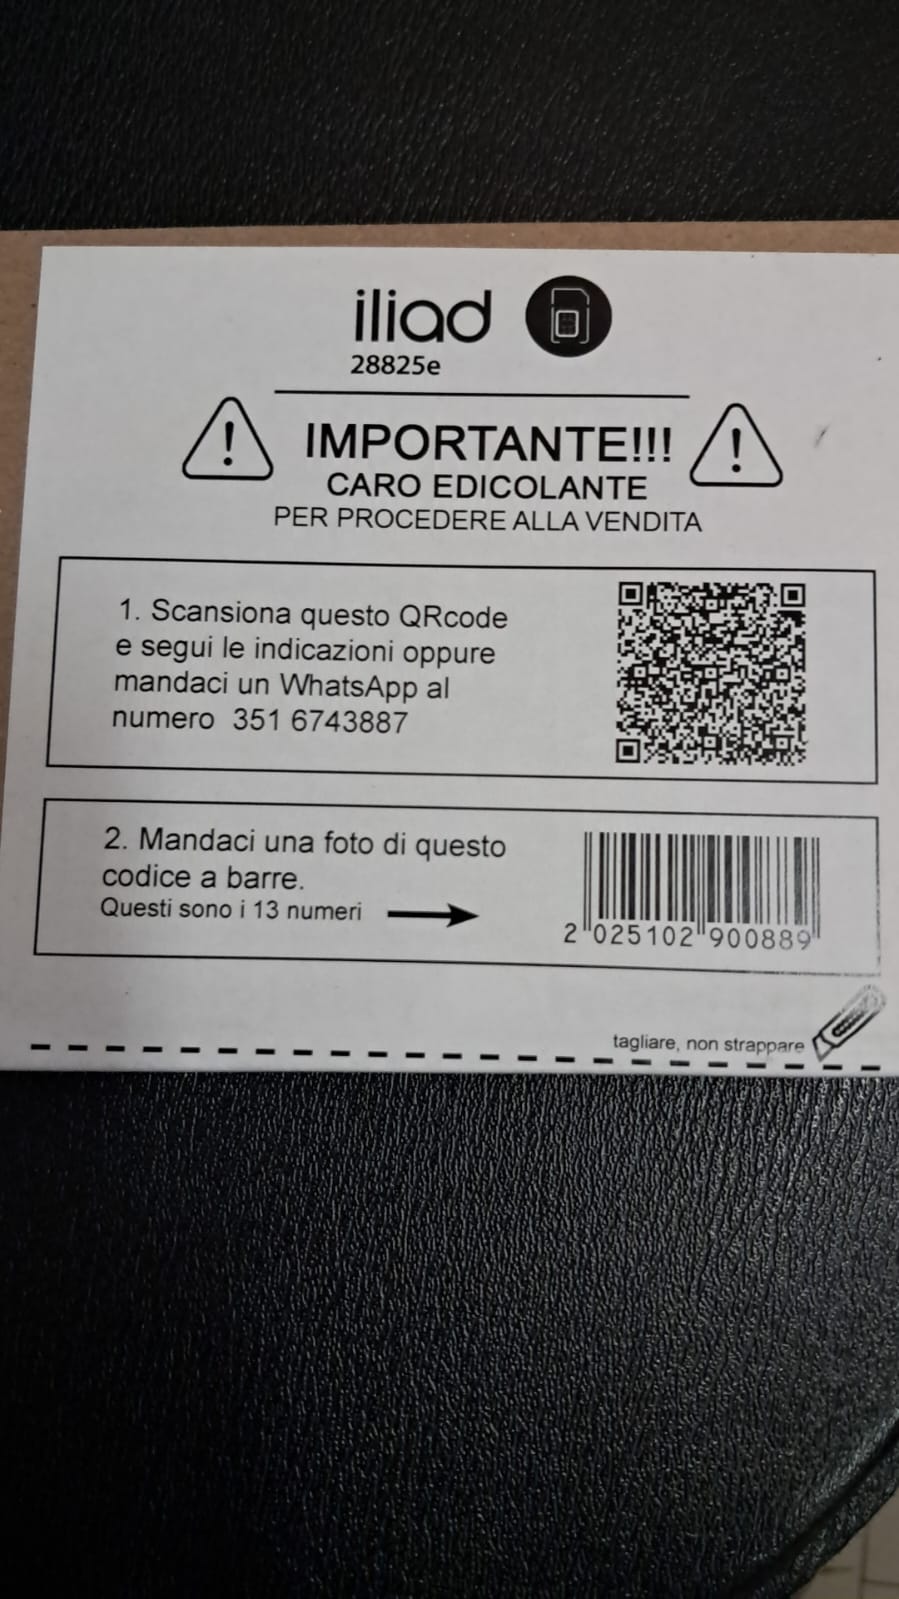 iliad
28825e
IMPORTANTE!!!
CARO EDICOLANTE
PER PROCEDERE ALLA VENDITA
1. Scansiona questo QRcode
e segui le indicazioni oppure
mandaci un WhatsApp al
numero 351 6743887
2. Mandaci una foto di questo
codice a barre.
Questi sono i 13 numeri
2 025102 900889
tagliare, non strappare